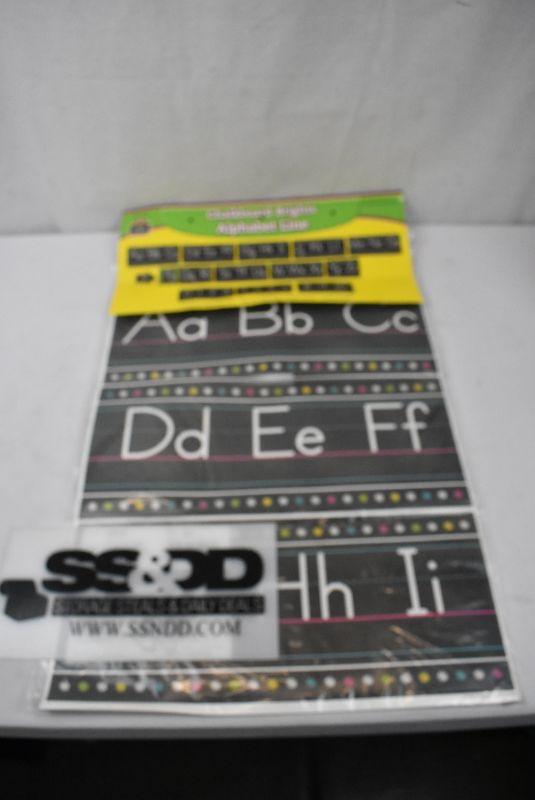 Chalkboard Brights
Alphabet Line
Aa Bb Cc
Dd Ee Ff
Hh Ii
SS&DD
STORAGE STEALS & DAILY DEALS
WWW.SSNDD.COM